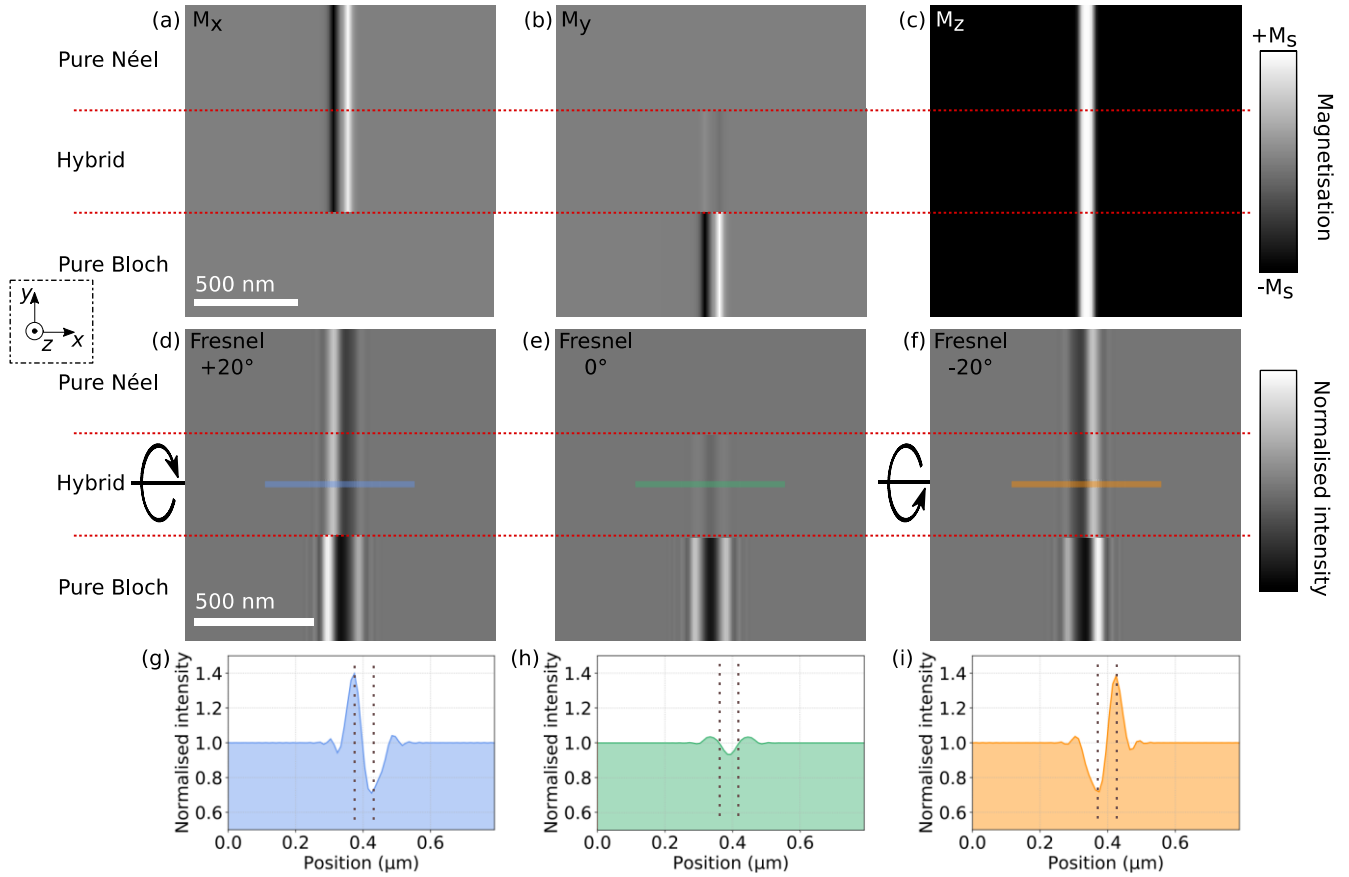 (a) Mx
(b) My
(c) Mz
+Ms
Pure Néel
Hybrid
Pure Bloch
500 nm
Magnetisation
-Ms
y
z
x
(d) Fresnel
+20°
(e) Fresnel
0°
(f) Fresnel
-20°
Pure Néel
Hybrid
Pure Bloch
500 nm
Normalised intensity
(g)
Normalised intensity
1.4
1.2
1.0
0.8
0.6
0.0 0.2 0.4 0.6
Position (μm)
(h)
Normalised intensity
1.4
1.2
1.0
0.8
0.6
0.0 0.2 0.4 0.6
Position (μm)
(i)
Normalised intensity
1.4
1.2
1.0
0.8
0.6
0.0 0.2 0.4 0.6
Position (μm)